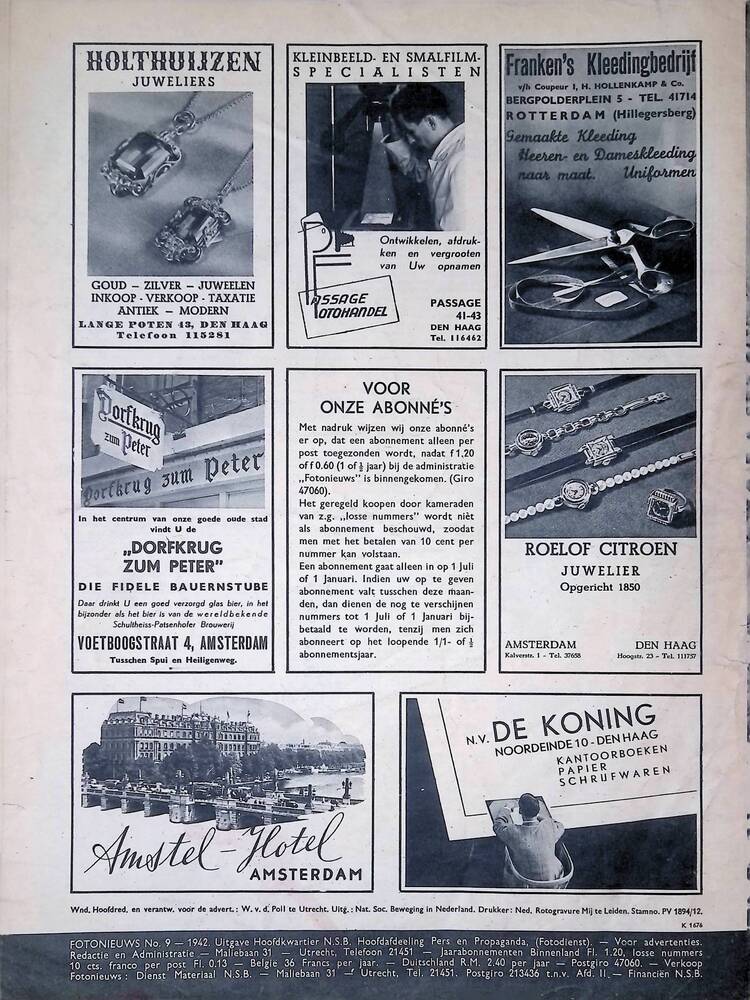 HOLTHUIJZEN
JUWELIERS
GOUD — ZILVER — JUWEELEN
INKOOP - VERKOOP - TAXATIE
ANTIEK — MODERN
LANGE POTEN 43, DEN HAAG
Telefoon 115281
KLEINBEELD- EN SMALFILM-
SPECIALISTEN
Ontwikkelen, afdruk-
ken en vergrooten
van Uw opnamen
PASSAGE
FOTOHANDEL
PASSAGE
41-43
DEN HAAG
Tel. 116462
Franken's Kleedingbedrijf
v/h Coupeur I, H. HOLLENKAMP & Co.
BERGPOLDERPLEIN 5 - TEL. 41714
ROTTERDAM (Hillegersberg)
Gemaakte Kleeding
Heeren- en Dameskleeding
naar maat. Uniformen
Dorfkrug
zum Peter
Dorfkrug zum Peter
In het centrum van onze goede oude stad
vindt U de
„DORFKRUG
ZUM PETER”
DIE FIDELE BAUERNSTUBE
Daar drinkt U een goed verzorgd glas bier, in het
bijzonder als het bier is van de wereldbekende
Schultheiss-Patsenhofer Brouwerij
VOETBOOGSTRAAT 4, AMSTERDAM
Tusschen Spui en Heiligenweg.
VOOR
ONZE ABONNÉ'S
Met nadruk wijzen wij onze abonné's
er op, dat een abonnement alleen per
post toegezonden wordt, nadat f 1,20
of f 0.60 (1 of ½ jaar) bij de administratie
„Fotonieuws” is binnengekomen. (Giro
47060).
Het geregeld koopen door kameraden
van z.g. „losse nummers” wordt nièt
als abonnement beschouwd, zoodat
men met het betalen van 10 cent per
nummer kan volstaan.
Een abonnement gaat alleen in op 1 Juli
of 1 Januari. Indien uw op te geven
abonnement valt tusschen deze maan-
den, dan dienen de nog te verschijnen
nummers tot 1 Juli of 1 Januari bij-
betaald te worden, tenzij men zich
abonneert op het loopende 1/1- of ½
abonnementsjaar.
ROELOF CITROEN
JUWELIER
Opgericht 1850
AMSTERDAM DEN HAAG
Kalverstr. 1 - Tel. 37658 Hoogstr. 23 - Tel. 111757
Amstel-Hotel
AMSTERDAM
N.V. DE KONING
NOORDEINDE 10 - DEN HAAG
KANTOORBOEKEN
PAPIER
SCHRIJFWAREN
Wnd. Hoofdred. en verantw. voor de advert.: W. v. d. Poll te Utrecht. Uitg.: Nat. Soc. Beweging in Nederland. Drukker: Ned. Rotogravure Mij te Leiden. Stamno. PV 1894/12.
K 1676
FOTONIEUWS No. 9 — 1942. Uitgave Hoofdkwartier N.S.B. Hoofdafdeeling Pers en Propaganda, (Fotodienst). — Voor advertenties.
Redactie en Administratie — Maliebaan 31 — Utrecht, Telefoon 21451 — Jaarabonnementen Binnenland Fl. 1.20, losse nummers
10 cts. franco per post Fl. 0.13 — België 36 Francs per jaar. — Duitschland R.M. 2.40 per jaar — Postgiro 47060. — Verkoop
Fotonieuws: Dienst Materiaal N.S.B. — Maliebaan 31 — Utrecht, Tel. 21451. Postgiro 213436 t.n.v. Afd. II. — Financiën N.S.B.